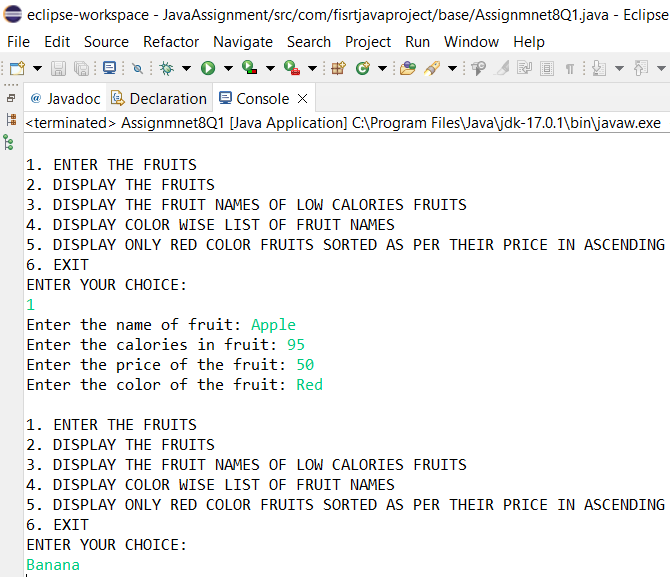 eclipse-workspace - JavaAssignment/src/com/fisrtjavaproject/base/Assignmnet8Q1.java - Eclipse
File Edit Source Refactor Navigate Search Project Run Window Help
@ Javadoc Declaration Console
<terminated> Assignmnet8Q1 [Java Application] C:\Program Files\Java\jdk-17.0.1\bin\javaw.exe
1. ENTER THE FRUITS
2. DISPLAY THE FRUITS
3. DISPLAY THE FRUIT NAMES OF LOW CALORIES FRUITS
4. DISPLAY COLOR WISE LIST OF FRUIT NAMES
5. DISPLAY ONLY RED COLOR FRUITS SORTED AS PER THEIR PRICE IN ASCENDING
6. EXIT
ENTER YOUR CHOICE:
1
Enter the name of fruit: Apple
Enter the calories in fruit: 95
Enter the price of the fruit: 50
Enter the color of the fruit: Red
1. ENTER THE FRUITS
2. DISPLAY THE FRUITS
3. DISPLAY THE FRUIT NAMES OF LOW CALORIES FRUITS
4. DISPLAY COLOR WISE LIST OF FRUIT NAMES
5. DISPLAY ONLY RED COLOR FRUITS SORTED AS PER THEIR PRICE IN ASCENDING
6. EXIT
ENTER YOUR CHOICE:
Banana